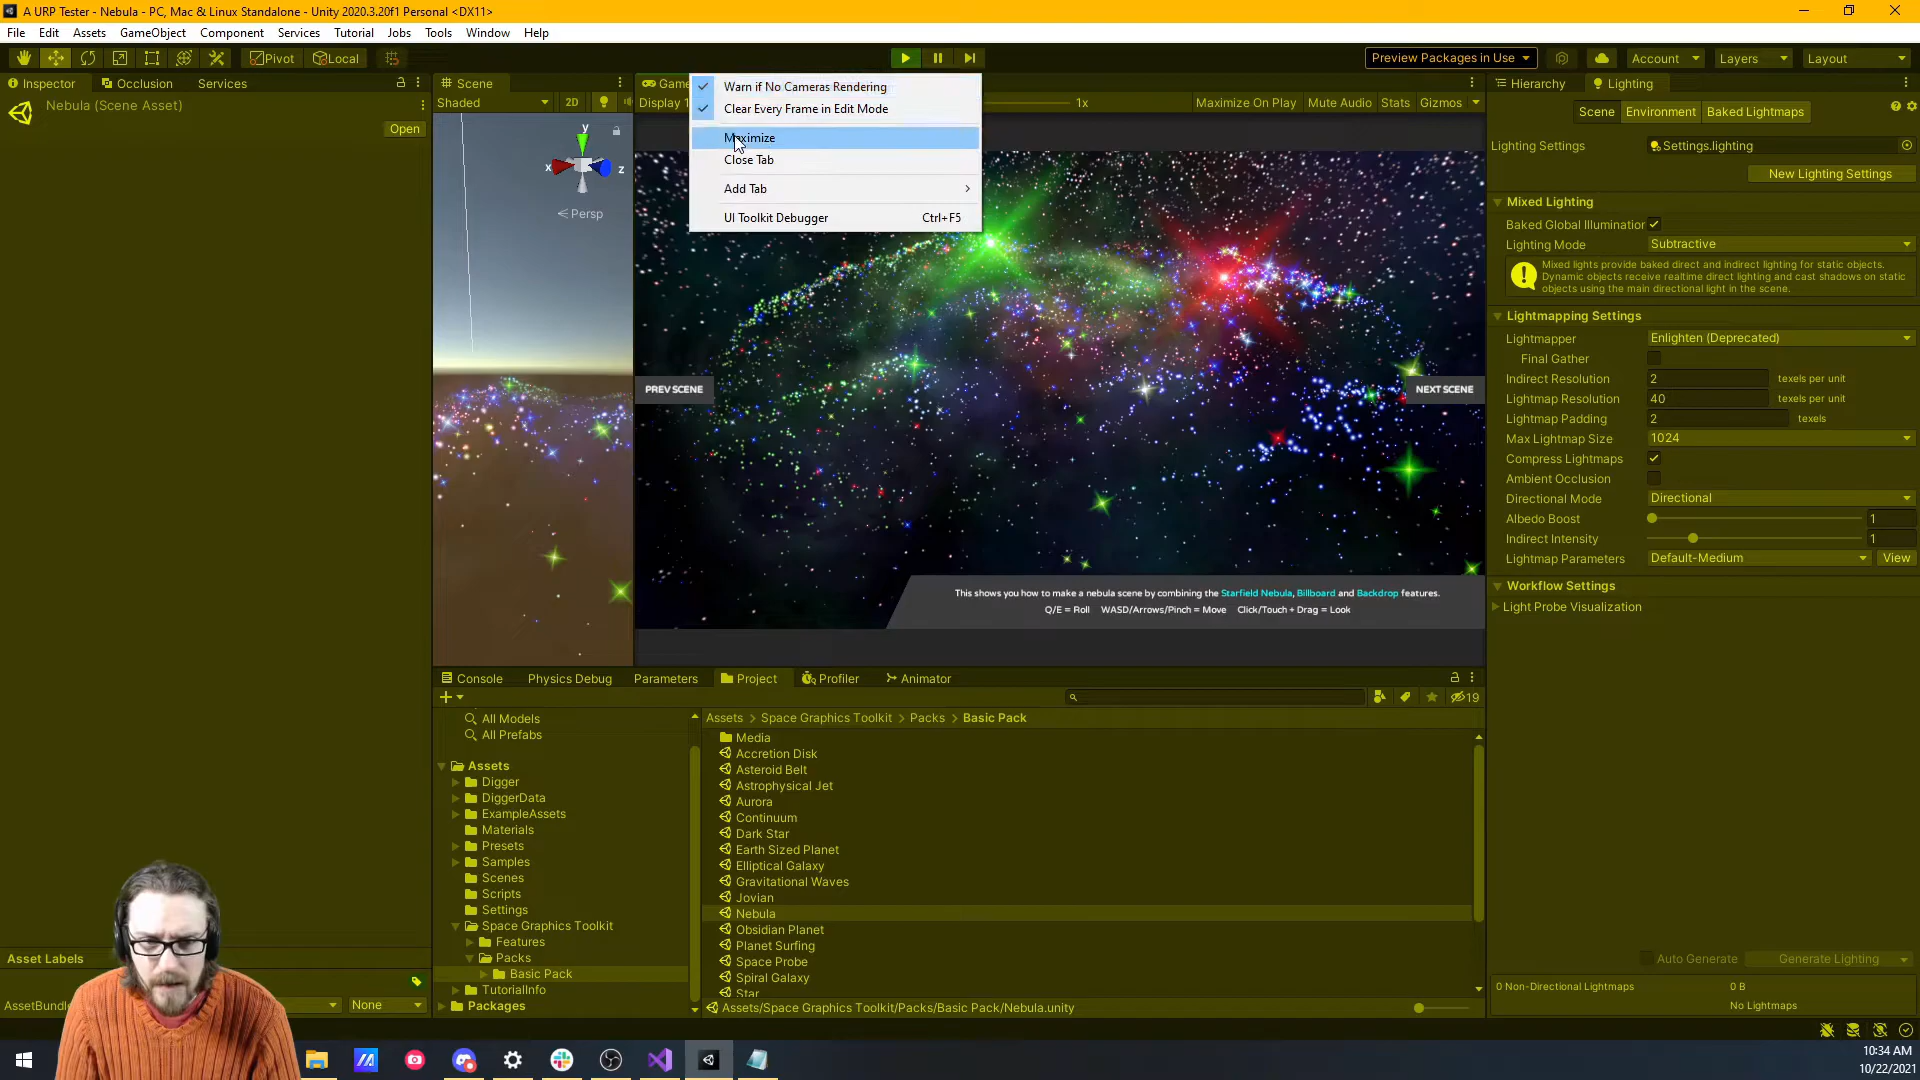 A URP Tester - Nebula - PC, Mac & Linux Standalone - Unity 2020.3.20f1 Personal <DX11>
File Edit Assets GameObject Component Services Tutorial Jobs Tools Window Help
Pivot Local Preview Packages in Use Account Layers Layout
Inspector Occlusion Services
Nebula (Scene Asset)
Open
Asset Labels
None
Scene
Shaded 2D
y
x z
Persp
Game
Display 1 1x Maximize On Play Mute Audio Stats Gizmos
Warn if No Cameras Rendering
Clear Every Frame in Edit Mode
Maximize
Close Tab
Add Tab
UI Toolkit Debugger Ctrl+F5
PREV SCENE NEXT SCENE
This shows you how to make a nebula scene by combining the Starfield Nebula, Billboard and Backdrop features.
Q/E = Roll WASD/Arrows/Pinch = Move Click/Touch + Drag = Look
Console Physics Debug Parameters Project Profiler Animator
19
All Models
All Prefabs
Assets
Digger
DiggerData
ExampleAssets
Materials
Presets
Samples
Scenes
Scripts
Settings
Space Graphics Toolkit
Features
Packs
Basic Pack
TutorialInfo
Packages
Assets > Space Graphics Toolkit > Packs > Basic Pack
Media
Accretion Disk
Asteroid Belt
Astrophysical Jet
Aurora
Continuum
Dark Star
Earth Sized Planet
Elliptical Galaxy
Gravitational Waves
Jovian
Nebula
Obsidian Planet
Planet Surfing
Space Probe
Spiral Galaxy
Star
Assets/Space Graphics Toolkit/Packs/Basic Pack/Nebula.unity
Hierarchy Lighting
Scene Environment Baked Lightmaps
Lighting Settings Settings.lighting
New Lighting Settings
Mixed Lighting
Baked Global Illumination
Lighting Mode Subtractive
Mixed lights provide baked direct and indirect lighting for static objects.
Dynamic objects receive realtime direct lighting and cast shadows on static
objects using the main directional light in the scene.
Lightmapping Settings
Lightmapper Enlighten (Deprecated)
Final Gather
Indirect Resolution 2 texels per unit
Lightmap Resolution 40 texels per unit
Lightmap Padding 2 texels
Max Lightmap Size 1024
Compress Lightmaps
Ambient Occlusion
Directional Mode Directional
Albedo Boost 1
Indirect Intensity 1
Lightmap Parameters Default-Medium View
Workflow Settings
Light Probe Visualization
Auto Generate Generate Lighting
0 Non-Directional Lightmaps 0 B
No Lightmaps
10:34 AM
10/22/2021